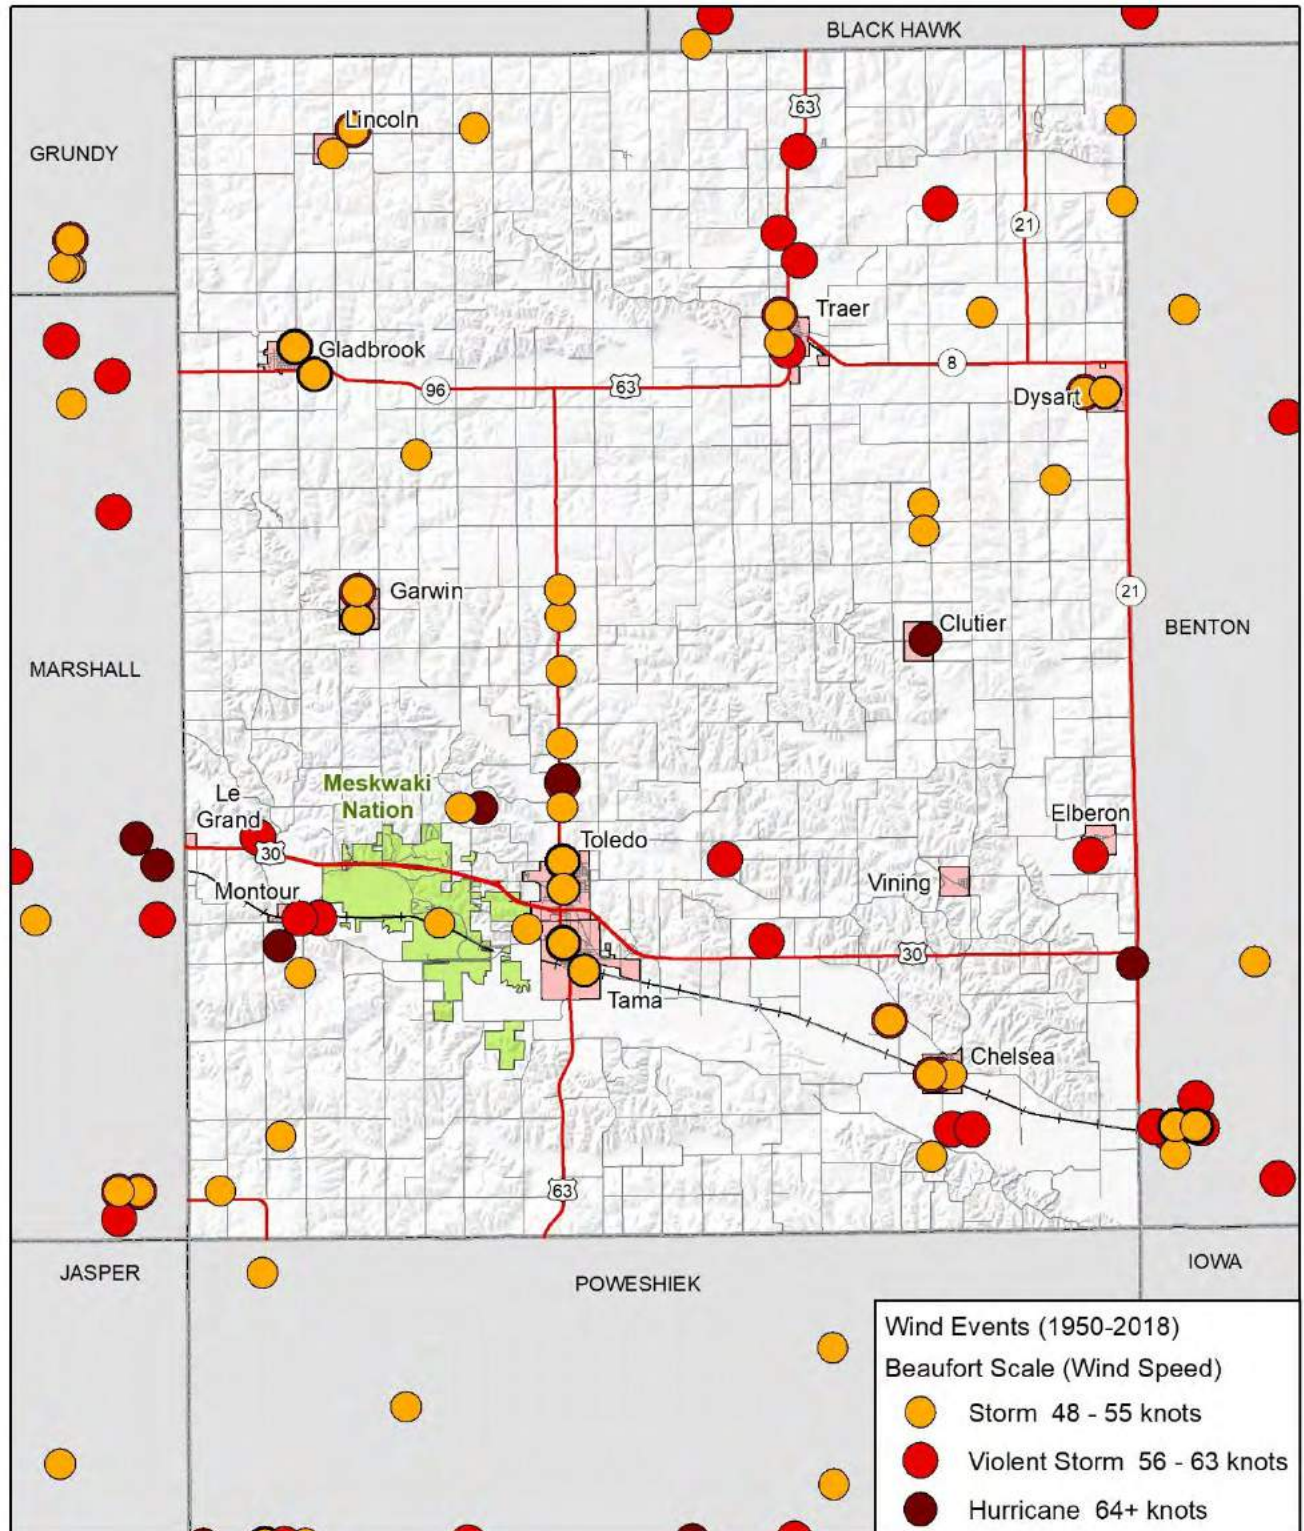 BLACK HAWK
63
Lincoln
GRUNDY
21
Traer
Gladbrook
8
96
63
Dysart
Garwin
21
Clutier
BENTON
MARSHALL
Meskwaki
Nation
Le
Grand
Elberon
Toledo
30
Vining
Montour
30
Tama
Chelsea
63
IOWA
JASPER
POWESHIEK
Wind Events (1950-2018)
Beaufort Scale (Wind Speed)
Storm 48 - 55 knots
Violent Storm 56 - 63 knots
Hurricane 64+ knots